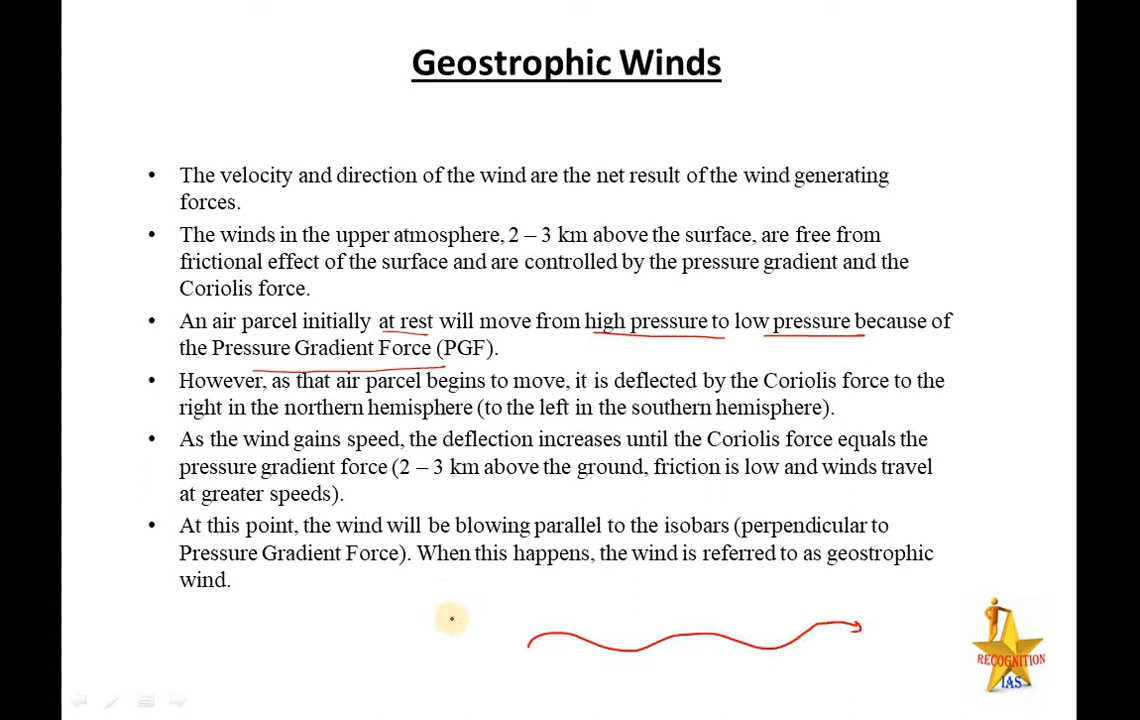 Geostrophic Winds
• The velocity and direction of the wind are the net result of the wind generating
forces.
• The winds in the upper atmosphere, 2 – 3 km above the surface, are free from
frictional effect of the surface and are controlled by the pressure gradient and the
Coriolis force.
• An air parcel initially at rest will move from high pressure to low pressure because of
the Pressure Gradient Force (PGF).
• However, as that air parcel begins to move, it is deflected by the Coriolis force to the
right in the northern hemisphere (to the left in the southern hemisphere).
• As the wind gains speed, the deflection increases until the Coriolis force equals the
pressure gradient force (2 – 3 km above the ground, friction is low and winds travel
at greater speeds).
• At this point, the wind will be blowing parallel to the isobars (perpendicular to
Pressure Gradient Force). When this happens, the wind is referred to as geostrophic
wind.
RECOGNITION
IAS